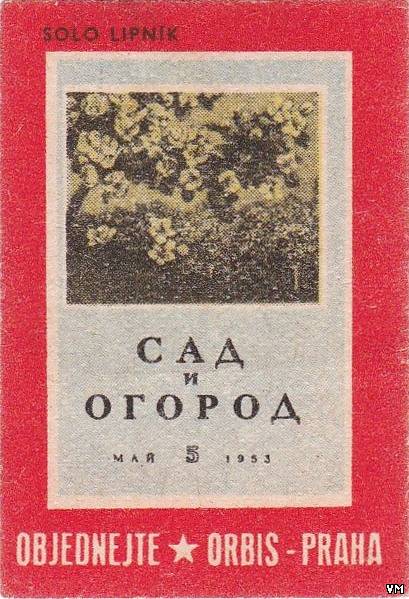 SOLO LIPNÍK
САД
И
ОГОРОД
МАЙ 5 1953
OBJEDNEJTE ★ ORBIS - PRAHA
VM